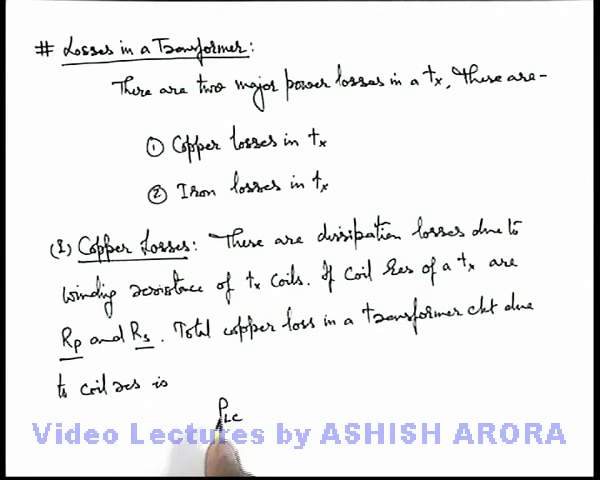 # Losses in a Transformer:
There are two major power losses in a tx. These are-
① Copper losses in tx
② Iron losses in tx
(I) Copper Losses: These are dissipation losses due to
winding resistance of tx coils. If coil Res of a tx are
Rp and Rs. Total copper loss in a transformer ckt due
to coil res is
PLC
Video Lectures by ASHISH ARORA